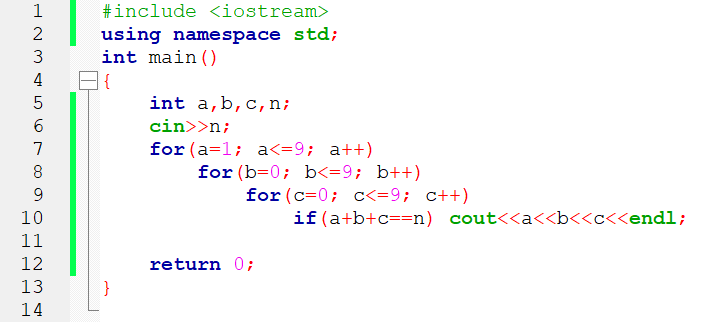 1 #include <iostream>
2 using namespace std;
3 int main()
4 {
5 int a,b,c,n;
6 cin>>n;
7 for(a=1; a<=9; a++)
8 for(b=0; b<=9; b++)
9 for(c=0; c<=9; c++)
10 if(a+b+c==n) cout<<a<<b<<c<<endl;
11
12 return 0;
13 }
14